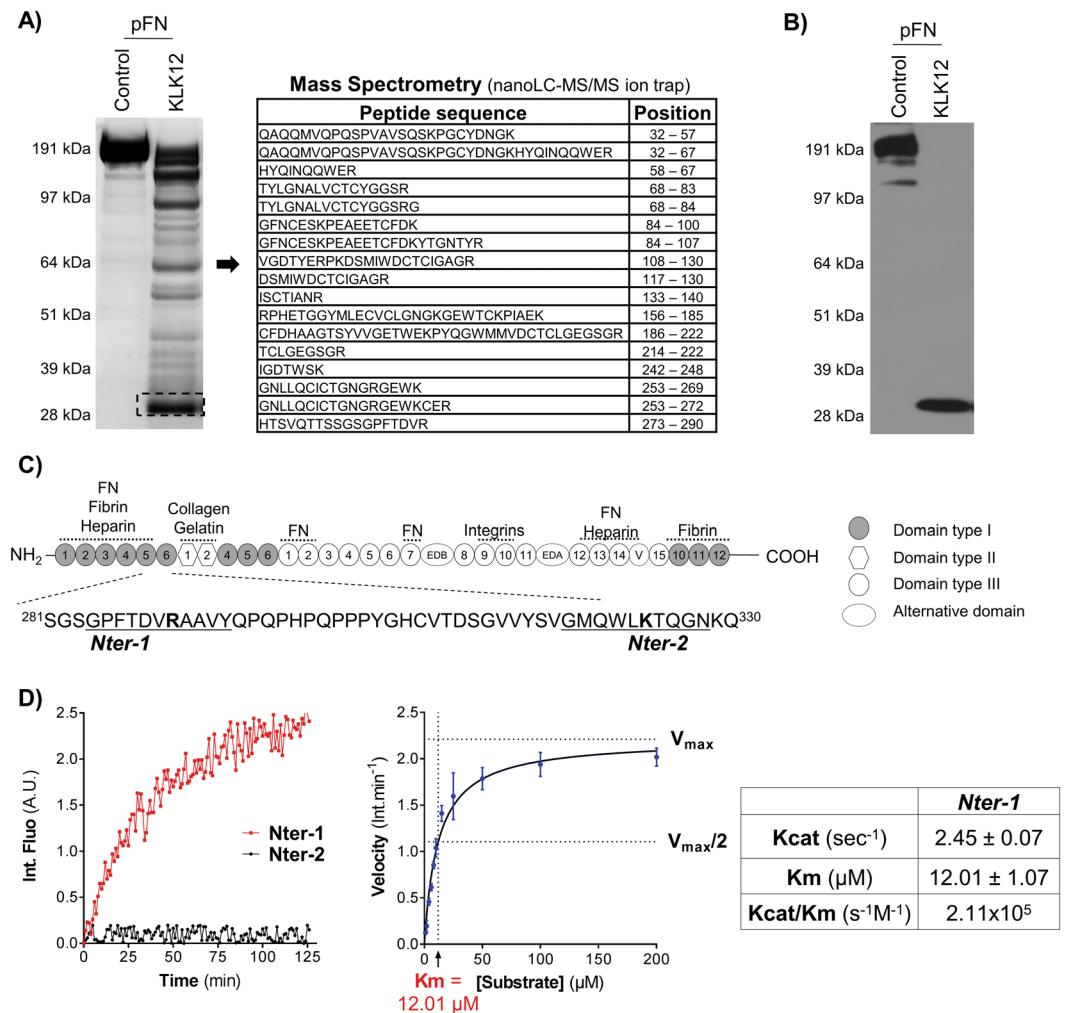 A)
pFN
Control
KLK12
191 kDa
97 kDa
64 kDa
51 kDa
39 kDa
28 kDa
Mass Spectrometry (nanoLC-MS/MS ion trap)
Peptide sequence Position
QAQQMVQPQSPVAVSQSKPGCYDNGK 32 – 57
QAQQMVQPQSPVAVSQSKPGCYDNGKHYQINQQWER 32 – 67
HYQINQQWER 58 – 67
TYLGNALVCTCYGGSR 68 – 83
TYLGNALVCTCYGGSRG 68 – 84
GFNCESKPEAEETCFDK 84 – 100
GFNCESKPEAEETCFDKYTGNTYR 84 – 107
VGDTYERPKDSMIWDCTCIGAGR 108 – 130
DSMIWDCTCIGAGR 117 – 130
ISCTIANR 133 – 140
RPHETGGYMLECVCLGNGKGEWTCKPIAEK 156 – 185
CFDHAAGTSYVVGETWEKPYQGWMMVDCTCLGEGSGR 186 – 222
TCLGEGSGR 214 – 222
IGDTWSK 242 – 248
GNLLQCICTGNGRGEWK 253 – 269
GNLLQCICTGNGRGEWKCER 253 – 272
HTSVQTTSSGSGPFTDVR 273 – 290
B)
pFN
Control
KLK12
191 kDa
97 kDa
64 kDa
51 kDa
39 kDa
28 kDa
C)
FN
Fibrin
Heparin
Collagen
Gelatin
FN
FN
Integrins
FN
Heparin
Fibrin
NH2 1 2 3 4 5 6 1 2 4 5 6 1 2 3 4 5 6 7 EDB 8 9 10 11 EDA 12 13 14 V 15 10 11 12 COOH
Domain type I
Domain type II
Domain type III
Alternative domain
281SGSGPFTDVRAAVYQPQPHPQPPPYGHCVTDSGVVYSVGMQWLKTQGNKQ330
Nter-1
Nter-2
D)
Int. Fluo (A.U.)
2.5
2.0
1.5
1.0
0.5
0.0
0 25 50 75 100 125
Time (min)
Nter-1
Nter-2
Velocity (Int.min-1)
2.5
2.0
1.5
1.0
0.5
0.0
0 50 100 150 200
Vmax
Vmax/2
Km =
12.01 µM
[Substrate] (µM)
Nter-1
Kcat (sec-1) 2.45 ± 0.07
Km (µM) 12.01 ± 1.07
Kcat/Km (s-1M-1) 2.11x105